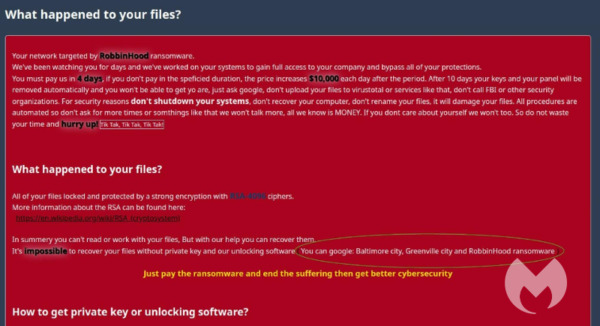 What happened to your files?
Your network targeted by RobbinHood ransomware.
We've been watching you for days and we've worked on your systems to gain full access to your company and bypass all of your protections.
You must pay us in 4 days, if you don't pay in the speficied duration, the price increases $10,000 each day after the period. After 10 days your keys and your panel will be
removed automatically and you won't be able to get yo are, just ask google, don't upload your files to virustotal or services like that, don't call FBI or other security
organizations. For security reasons don't shutdown your systems, don't recover your computer, don't rename your files, it will damage your files. All procedures are
automated so don't ask for more times or somthings like that we won't talk more, all we know is MONEY. If you dont care about yourself we won't too. So do not waste
your time and hurry up! Tik Tak, Tik Tak, Tik Tak!
What happened to your files?
All of your files locked and protected by a strong encryption with RSA-4096 ciphers.
More information about the RSA can be found here:
https://en.wikipedia.org/wiki/RSA_(cryptosystem)
In summery you can't read or work with your files, But with our help you can recover them.
It's impossible to recover your files without private key and our unlocking software. You can google: Baltimore city, Greenville city and RobbinHood ransomware
Just pay the ransomware and end the suffering then get better cybersecurity
How to get private key or unlocking software?